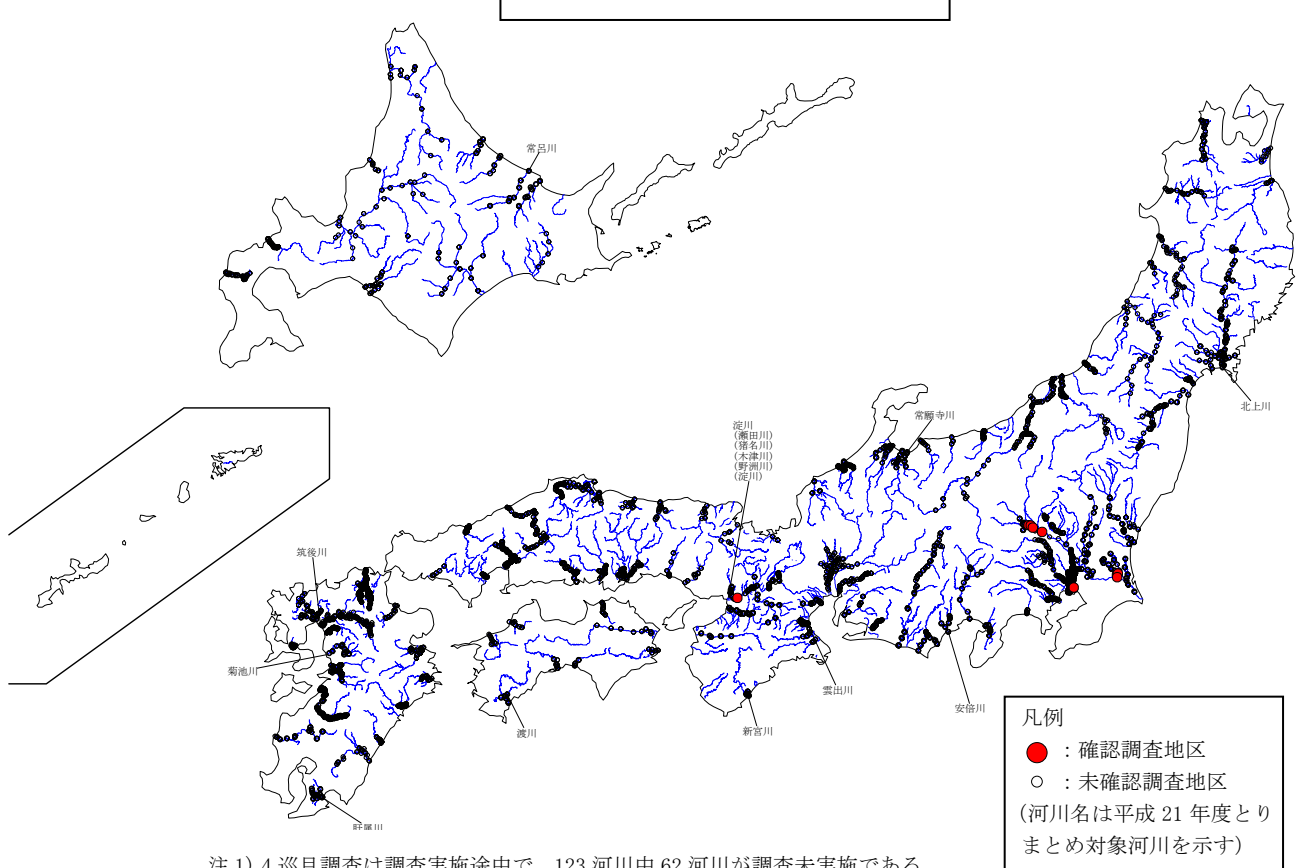 常呂川
北上川
常願寺川
淀川
(瀬田川)
(猪名川)
(木津川)
(野洲川)
(淀川)
筑後川
菊池川
雲出川
安倍川
新宮川
渡川
肝属川
凡例
：確認調査地区
：未確認調査地区
(河川名は平成 21 年度とり
まとめ対象河川を示す)
注 1) 4 巡目調査は調査実施途中で、123 河川中 62 河川が調査未実施である